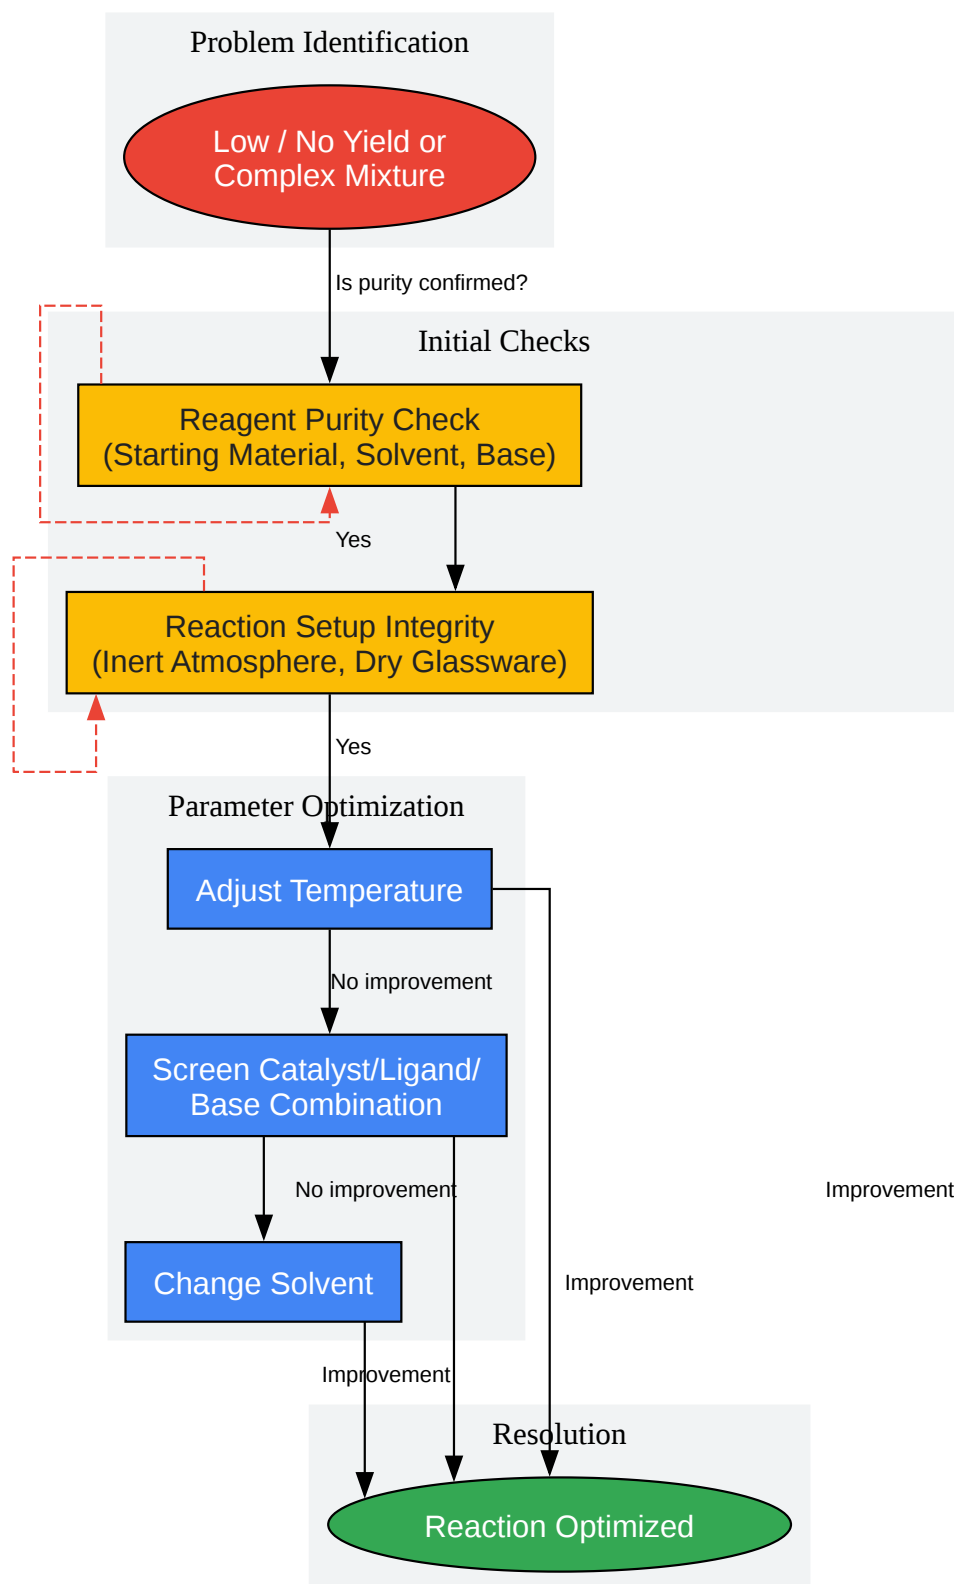 Problem Identification
Low / No Yield or
Complex Mixture
Is purity confirmed?
Initial Checks
Reagent Purity Check
(Starting Material, Solvent, Base)
Yes
Reaction Setup Integrity
(Inert Atmosphere, Dry Glassware)
Yes
Parameter Optimization
Adjust Temperature
No improvement
Screen Catalyst/Ligand/
Base Combination
No improvement
Improvement
Change Solvent
Improvement
Improvement
Resolution
Reaction Optimized